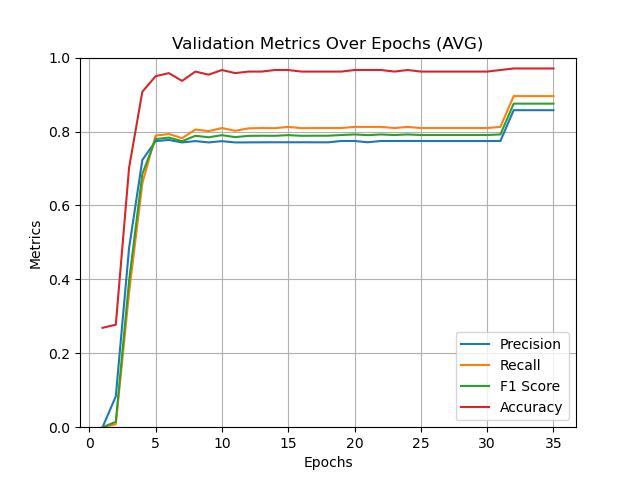 Validation Metrics Over Epochs (AVG)
1.0
0.8
0.6
0.4
0.2
0.0
Metrics
0 5 10 15 20 25 30 35
Epochs
Precision
Recall
F1 Score
Accuracy